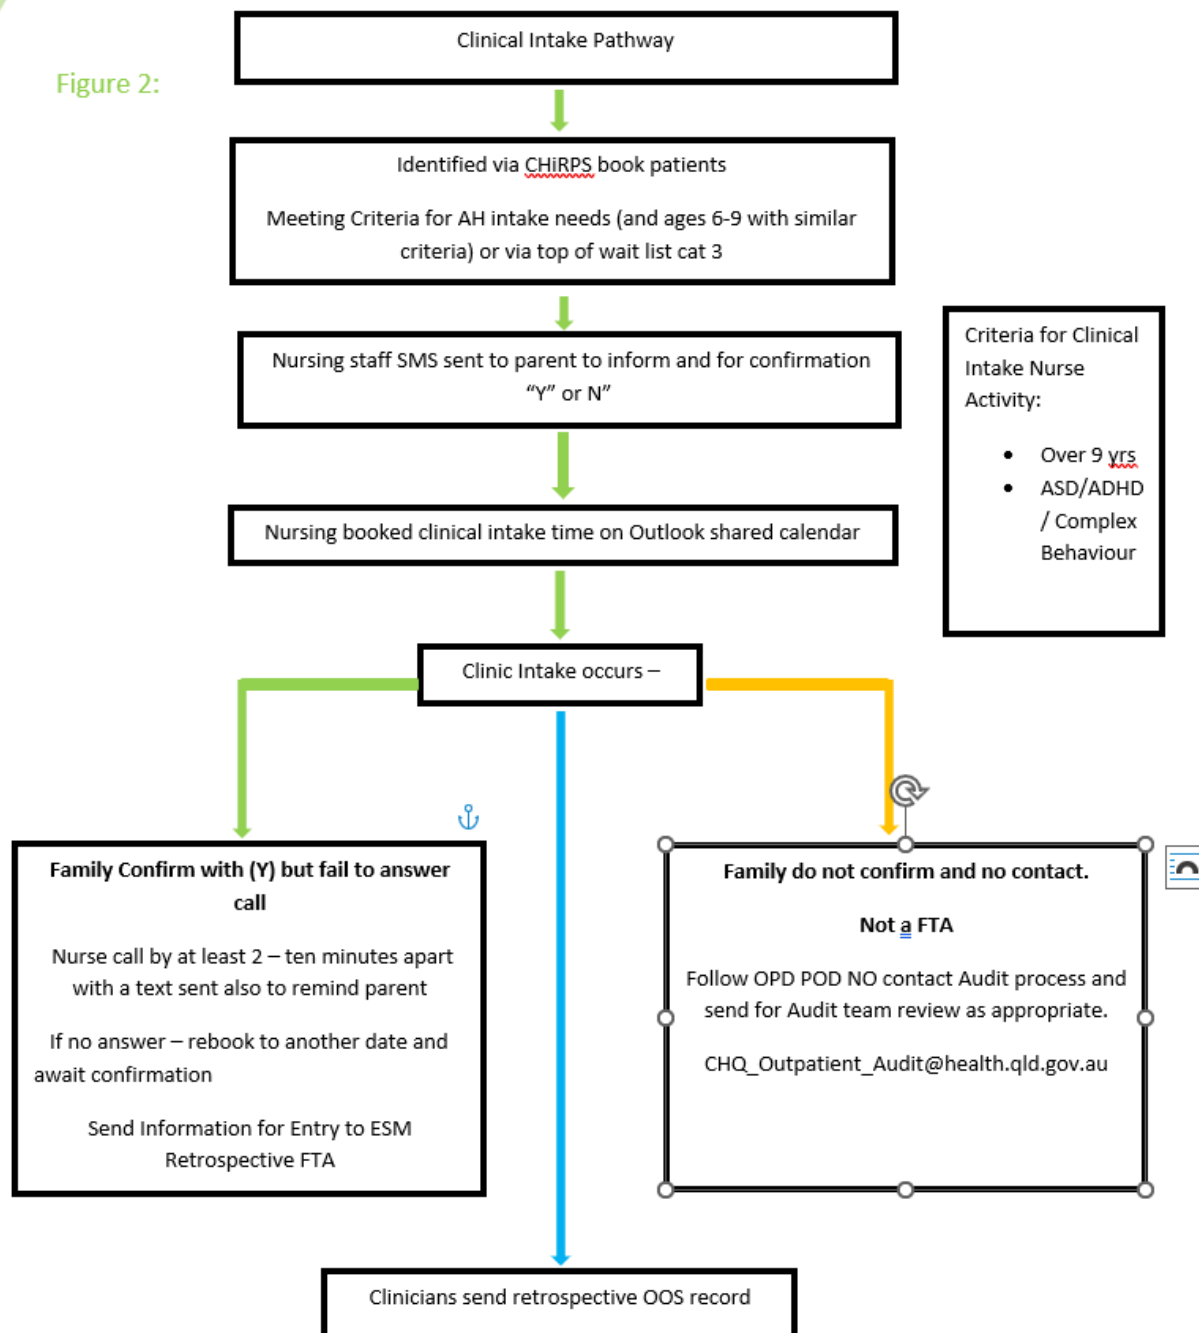 Clinical Intake Pathway
Figure 2:
Identified via CHiRPS book patients
Meeting Criteria for AH intake needs (and ages 6-9 with similar
criteria) or via top of wait list cat 3
Nursing staff SMS sent to parent to inform and for confirmation
“Y” or N”
Criteria for Clinical
Intake Nurse
Activity:
• Over 9 yrs
• ASD/ADHD
/ Complex
Behaviour
Nursing booked clinical intake time on Outlook shared calendar
Clinic Intake occurs –
Family Confirm with (Y) but fail to answer
call
Nurse call by at least 2 – ten minutes apart
with a text sent also to remind parent
If no answer – rebook to another date and
await confirmation
Send Information for Entry to ESM
Retrospective FTA
Family do not confirm and no contact.
Not a FTA
Follow OPD POD NO contact Audit process and
send for Audit team review as appropriate.
CHQ_Outpatient_Audit@health.qld.gov.au
Clinicians send retrospective OOS record